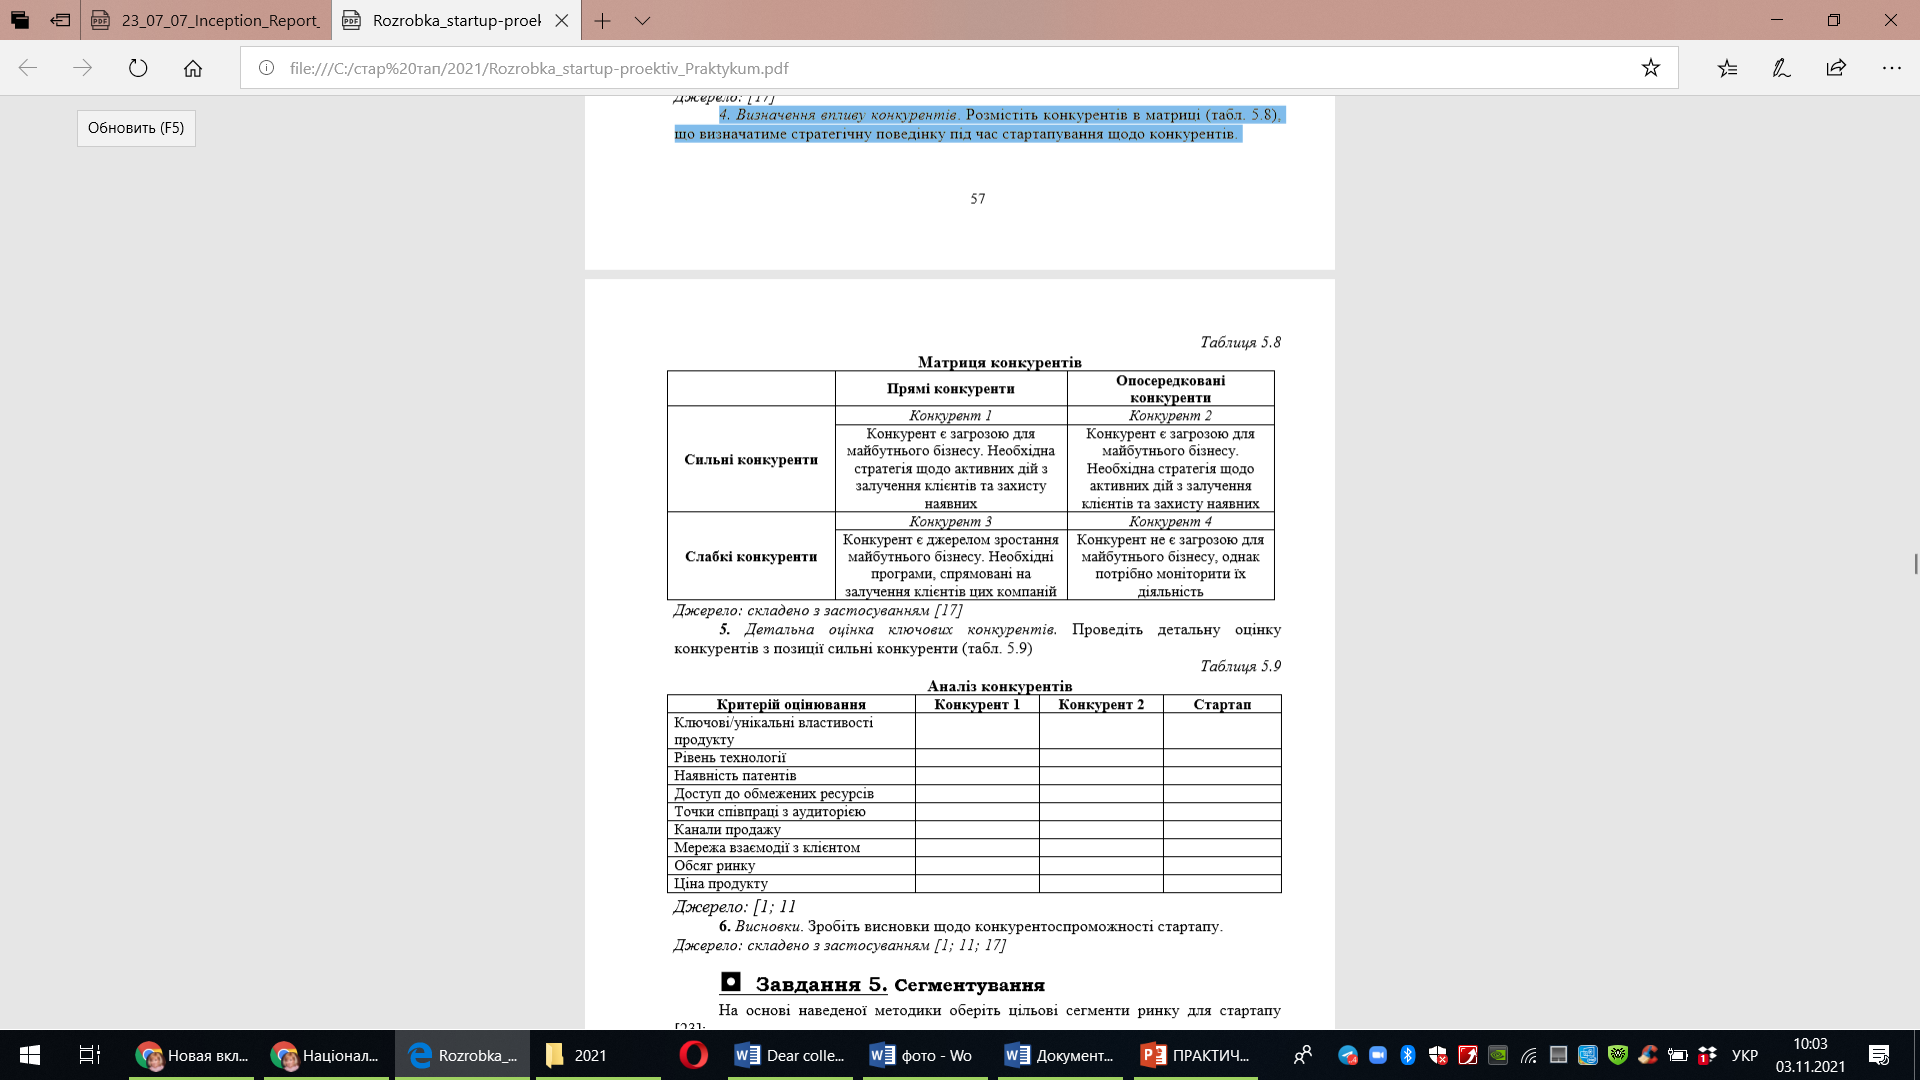 23_07_07_Inception_Report_
Rozrobka_startup-proek
file:///C:/стар%20тап/2021/Rozrobka_startup-proektiv_Praktykum.pdf
Обновить (F5)
Джерело: [17]
4. Визначення впливу конкурентів. Розмістіть конкурентів в матриці (табл. 5.8),
що визначатиме стратегічну поведінку під час стартапування щодо конкурентів.
57
Таблиця 5.8
Матриця конкурентів
Прямі конкуренти
Опосередковані
конкуренти
Сильні конкуренти
Конкурент 1
Конкурент 2
Конкурент є загрозою для
майбутнього бізнесу. Необхідна
стратегія щодо активних дій з
залучення клієнтів та захисту
наявних
Конкурент є загрозою для
майбутнього бізнесу.
Необхідна стратегія щодо
активних дій з залучення
клієнтів та захисту наявних
Слабкі конкуренти
Конкурент 3
Конкурент 4
Конкурент є джерелом зростання
майбутнього бізнесу. Необхідні
програми, спрямовані на
залучення клієнтів цих компаній
Конкурент не є загрозою для
майбутнього бізнесу, однак
потрібно моніторити їх
діяльність
Джерело: складено з застосуванням [17]
5. Детальна оцінка ключових конкурентів. Проведіть детальну оцінку
конкурентів з позиції сильні конкуренти (табл. 5.9)
Таблиця 5.9
Аналіз конкурентів
Критерій оцінювання Конкурент 1 Конкурент 2 Стартап
Ключові/унікальні властивості
продукту
Рівень технології
Наявність патентів
Доступ до обмежених ресурсів
Точки співпраці з аудиторією
Канали продажу
Мережа взаємодії з клієнтом
Обсяг ринку
Ціна продукту
Джерело: [1; 11
6. Висновки. Зробіть висновки щодо конкурентоспроможності стартапу.
Джерело: складено з застосуванням [1; 11; 17]
Завдання 5. Сегментування
На основі наведеної методики оберіть цільові сегменти ринку для стартапу
[23]:
Новая вкл...
Націонал...
Rozrobka_...
2021
Dear colle...
фото - Wo
Документ...
ПРАКТИЧ...
УКР
10:03
03.11.2021